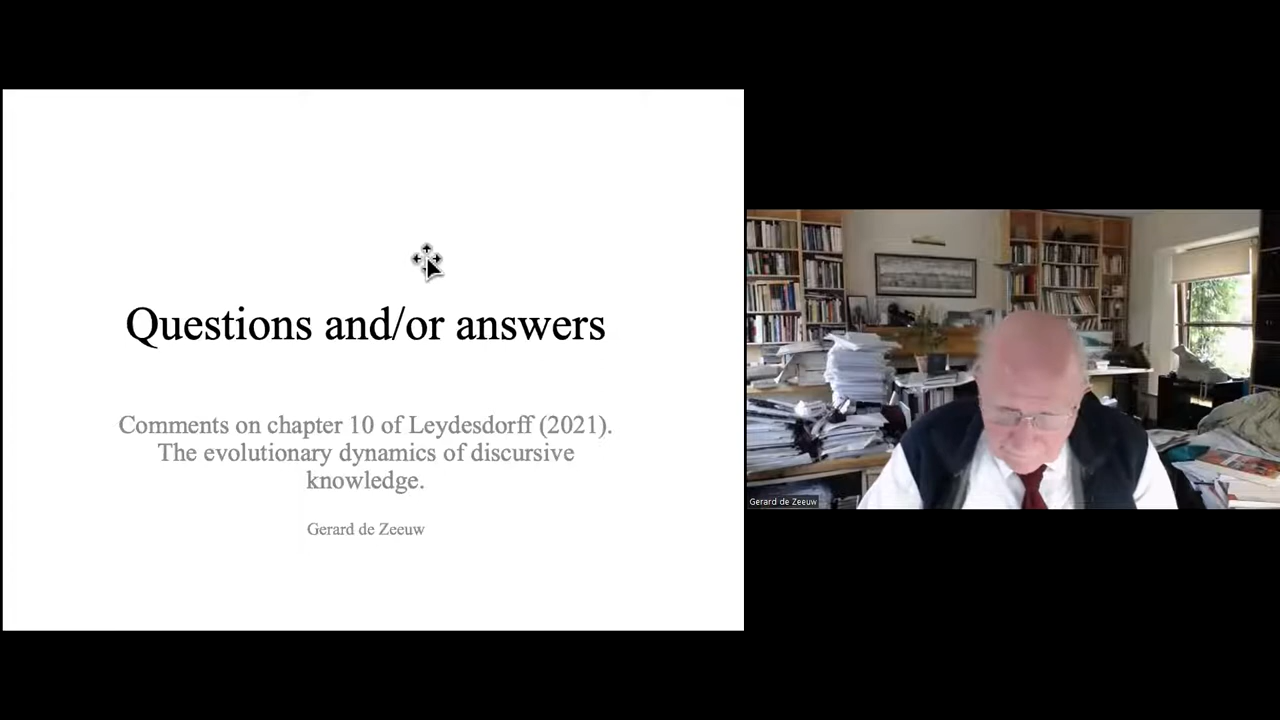 Questions and/or answers
Comments on chapter 10 of Leydesdorff (2021).
The evolutionary dynamics of discursive
knowledge.
Gerard de Zeeuw
Gerard de Zeeuw